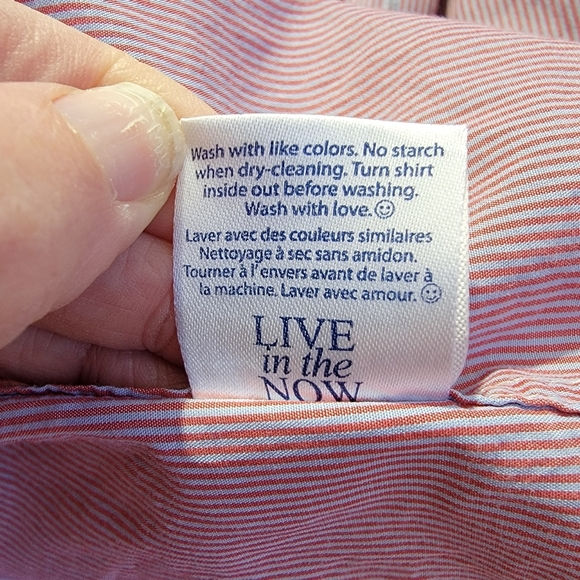 Wash with like colors. No starch
when dry-cleaning. Turn shirt
inside out before washing.
Wash with love.☺
Laver avec des couleurs similaires
Nettoyage à sec sans amidon.
Tourner à l'envers avant de laver à
la machine. Laver avec amour. ☺
LIVE
in the
NOW